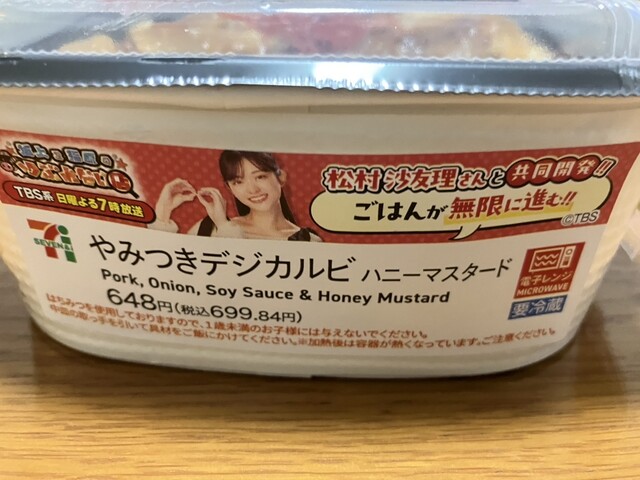 TBS系 日曜よる7時放送
松村 沙友理さんと 共同開発!!
ごはんが 無限に進む!!
©TBS
7
SEVEN&i
やみつきデジカルビ ハニーマスタード
Pork, Onion, Soy Sauce & Honey Mustard
648円(税込699.84円)
電子レンジ
MICROWAVE
要冷蔵
はちみつを使用しておりますので、1歳未満のお子様には与えないでください。
中皿の取っ手を引いて具材をご飯にかけてください。※加熱後は容器が熱くなっています。ご注意ください。